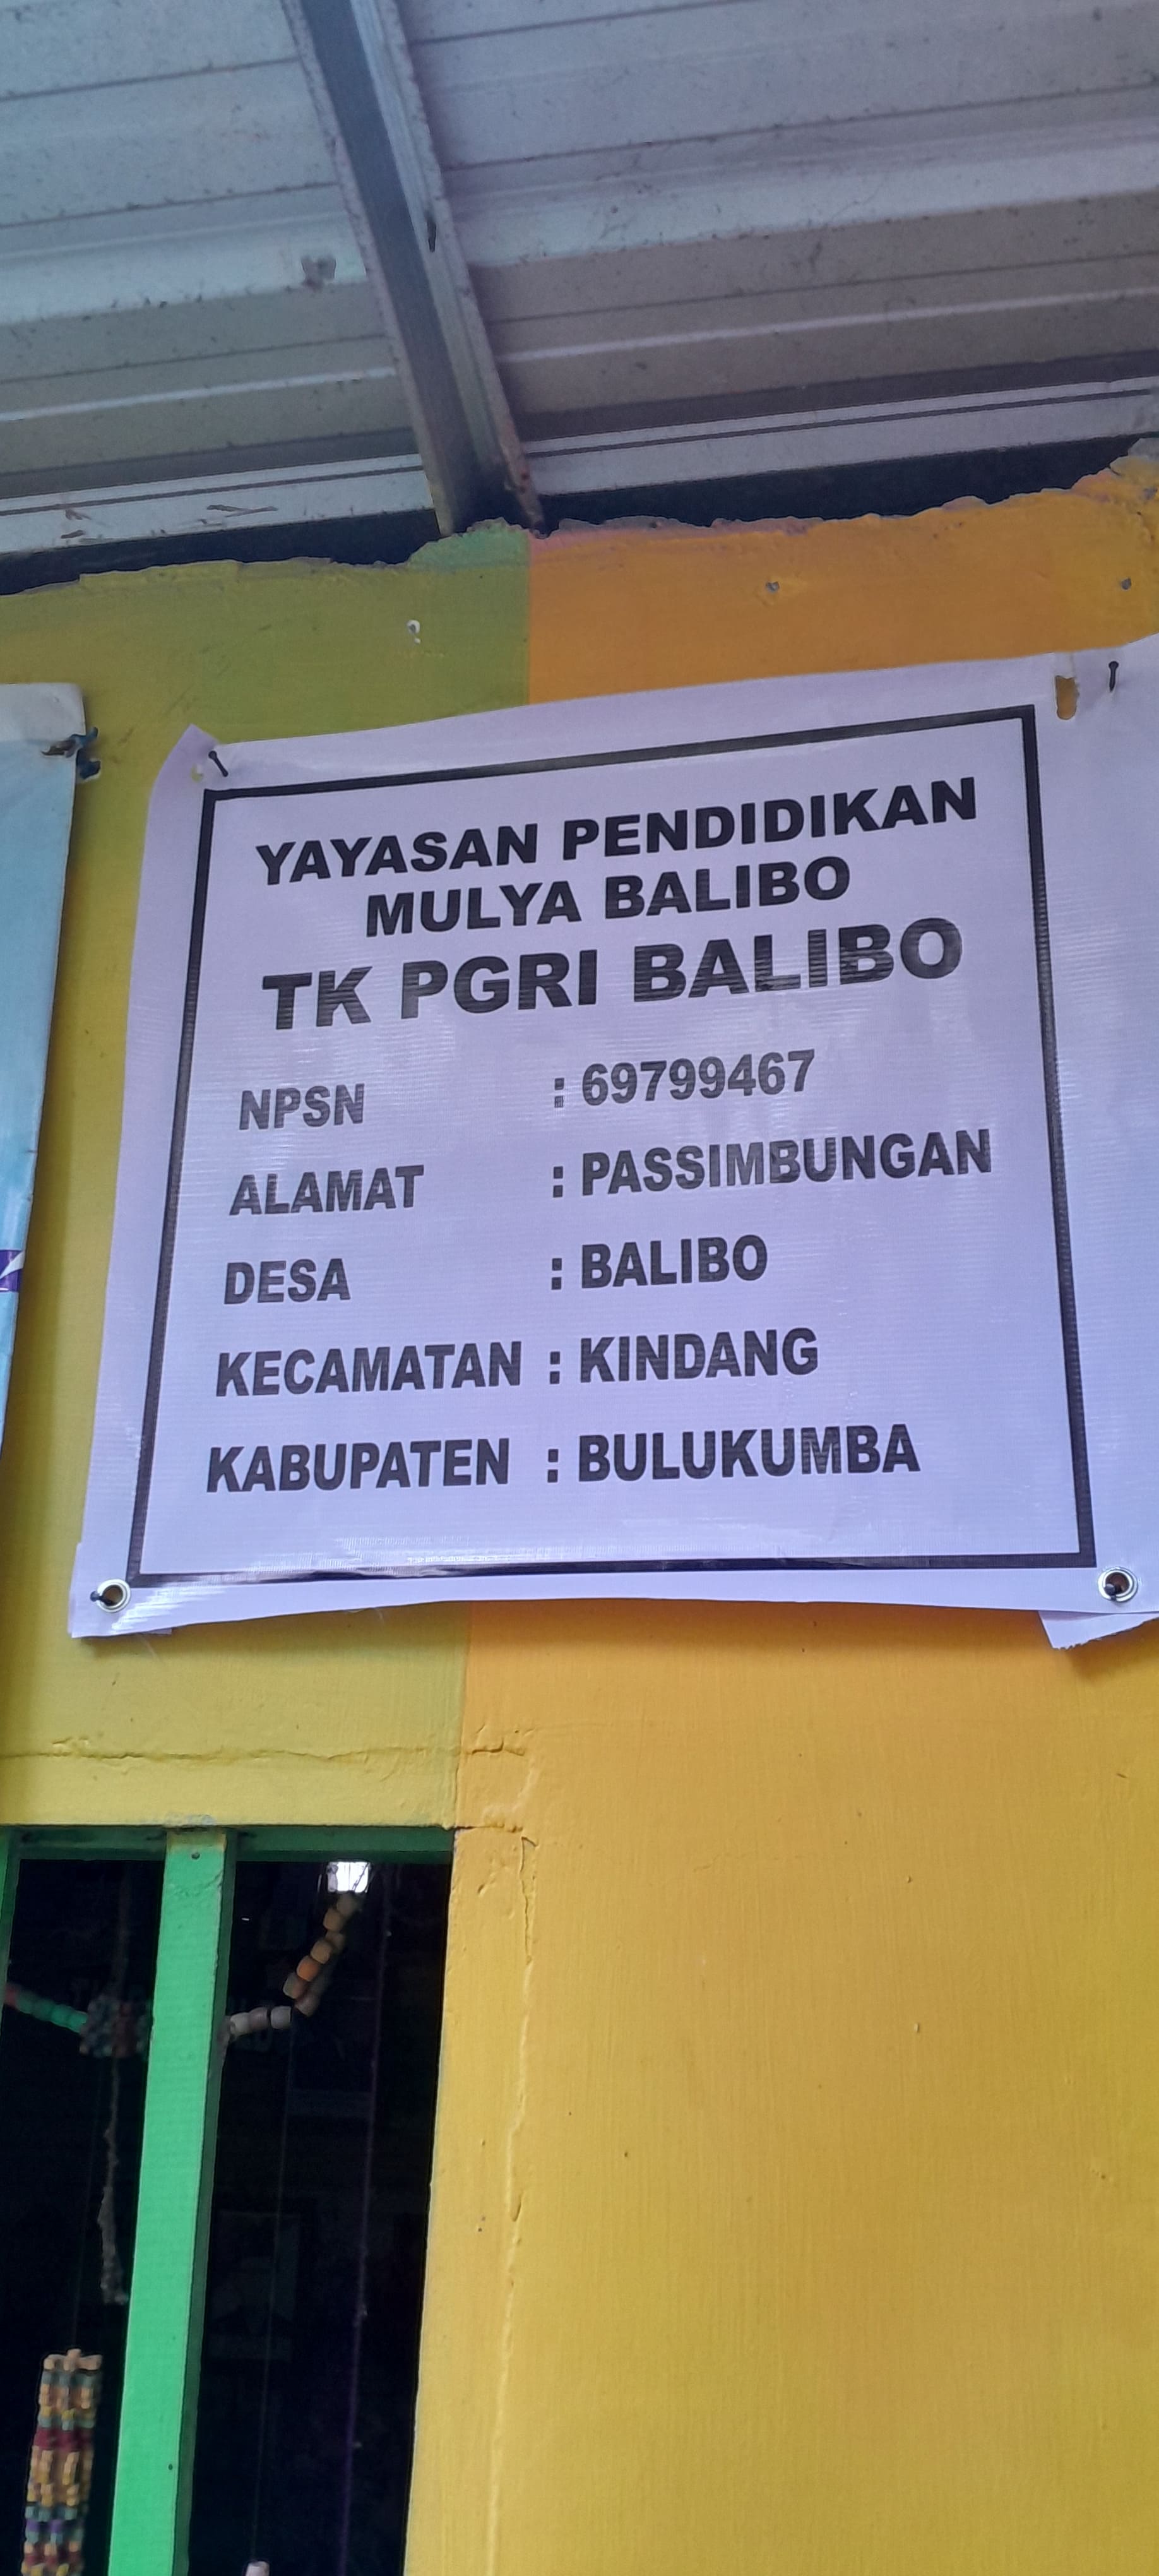 YAYASAN PENDIDIKAN
MULYA BALIBO
TK PGRI BALIBO
NPSN : 69799467
ALAMAT : PASSIMBUNGAN
DESA : BALIBO
KECAMATAN : KINDANG
KABUPATEN : BULUKUMBA